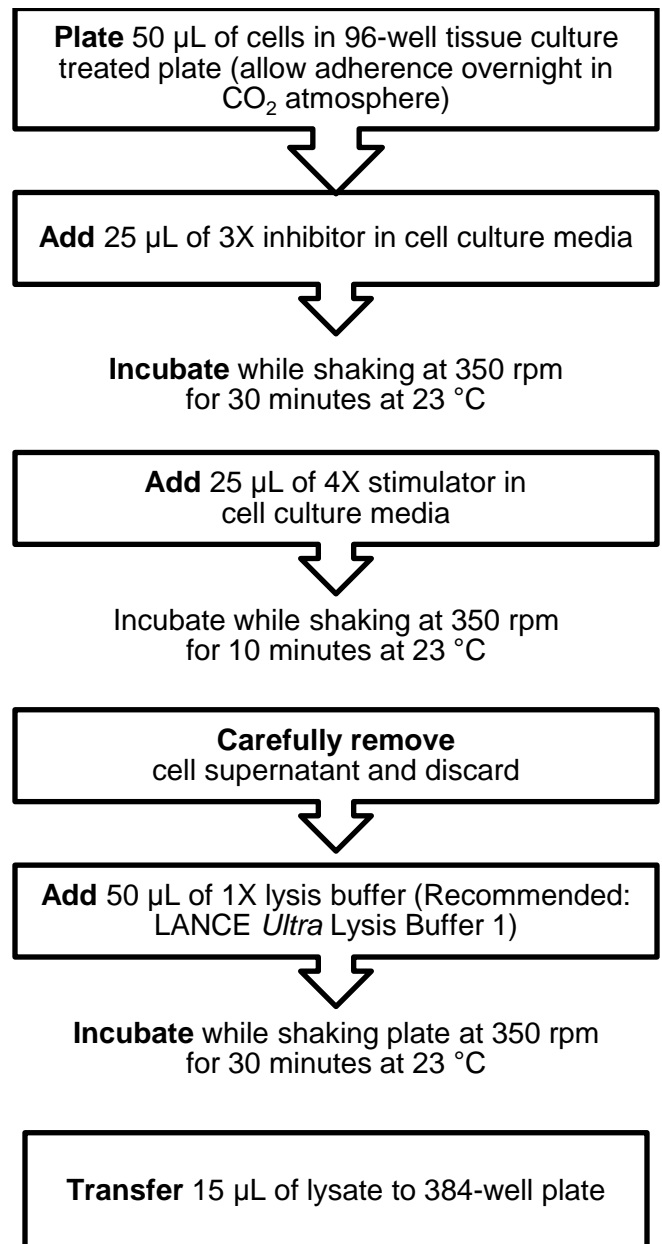 Plate 50 µL of cells in 96-well tissue culture
treated plate (allow adherence overnight in
CO₂ atmosphere)
Add 25 µL of 3X inhibitor in cell culture media
Incubate while shaking at 350 rpm
for 30 minutes at 23 °C
Add 25 µL of 4X stimulator in
cell culture media
Incubate while shaking at 350 rpm
for 10 minutes at 23 °C
Carefully remove
cell supernatant and discard
Add 50 µL of 1X lysis buffer (Recommended:
LANCE Ultra Lysis Buffer 1)
Incubate while shaking plate at 350 rpm
for 30 minutes at 23 °C
Transfer 15 µL of lysate to 384-well plate